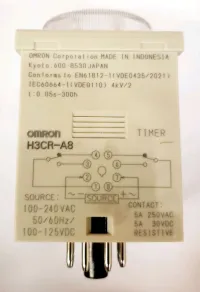 OMRON Corporation MADE IN INDONESIA
Kyoto, 600-8530 JAPAN
Conforms to EN61812-1(VDE0435/2021)
(EC60664-1(VDE0110) 4kV/2
( 0.05s-300h
OMRON TIMER
H3CR-A8
SOURCE:
100-240VAC
50/60Hz/
100-125VDC
SOURCE
CONTACT:
5A 250VAC
5A 30VDC
RESISTIVE